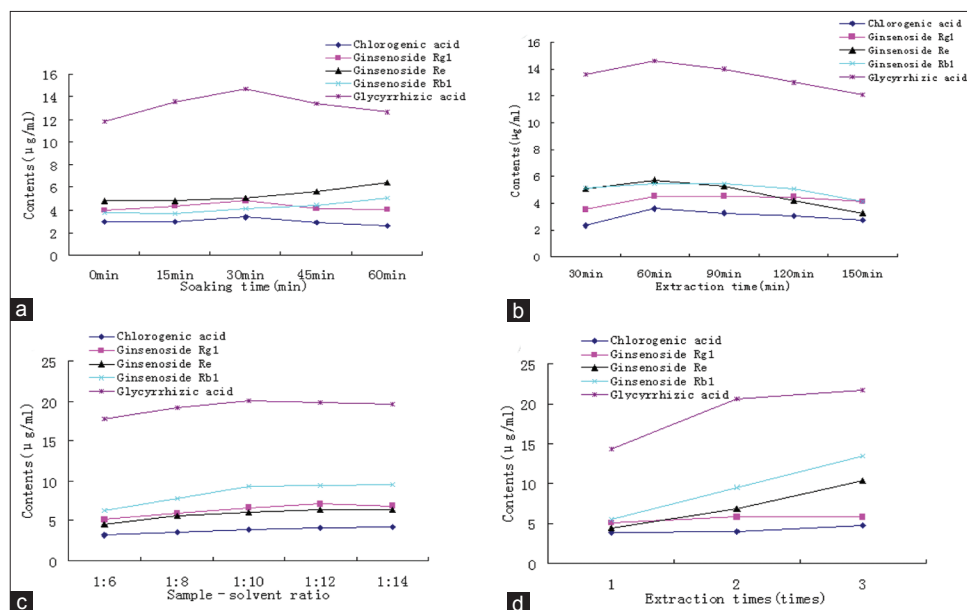 Chlorogenic acid
Ginsenoside Rg1
Ginsenoside Re
Ginsenoside Rb1
Glycyrrhizic acid
16
14
12
10
8
6
4
2
0
Contents(μg/ml)
0min 15min 30min 45min 60min
Soaking time(min)
a
Chlorogenic acid
Ginsenoside Rg1
Ginsenoside Re
Ginsenoside Rb1
Glycyrrhizic acid
16
14
12
10
8
6
4
2
0
Contents(μg/ml)
30min 60min 90min 120min 150min
Extraction time(min)
b
Chlorogenic acid
Ginsenoside Rg1
Ginsenoside Re
Ginsenoside Rb1
Glycyrrhizic acid
25
20
15
10
5
0
Contents(μg/ml)
1:6 1:8 1:10 1:12 1:14
Sample-solvent ratio
c
Chlorogenic acid
Ginsenoside Rg1
Ginsenoside Re
Ginsenoside Rb1
Glycyrrhizic acid
25
20
15
10
5
0
Contents(μg/ml)
1 2 3
Extraction times(times)
d